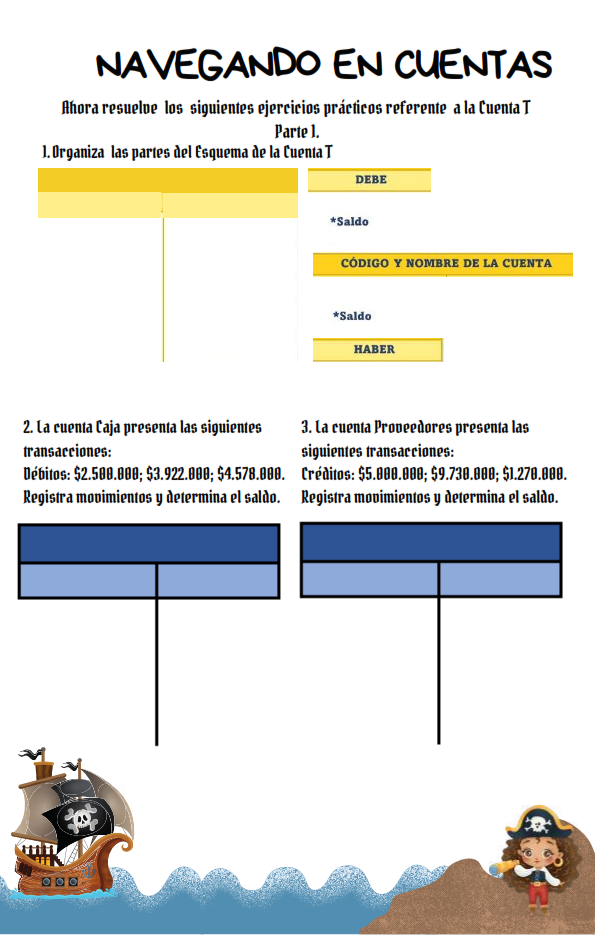 NAVEGANDO EN CUENTAS
Ahora resuelve los siguientes ejercicios prácticos referente a la Cuenta T
Parte 1.
1. Organiza las partes del Esquema de la Cuenta T
DEBE
*Saldo
CÓDIGO Y NOMBRE DE LA CUENTA
*Saldo
HABER
2. La cuenta Caja presenta las siguientes
transacciones:
Débitos: $2.500.000; $3.922.000; $4.578.000.
Registra movimientos y determina el saldo.
3. La cuenta Proveedores presenta las
siguientes transacciones:
Créditos: $5.000.000; $9.730.000; $1.270.000.
Registra movimientos y determina el saldo.